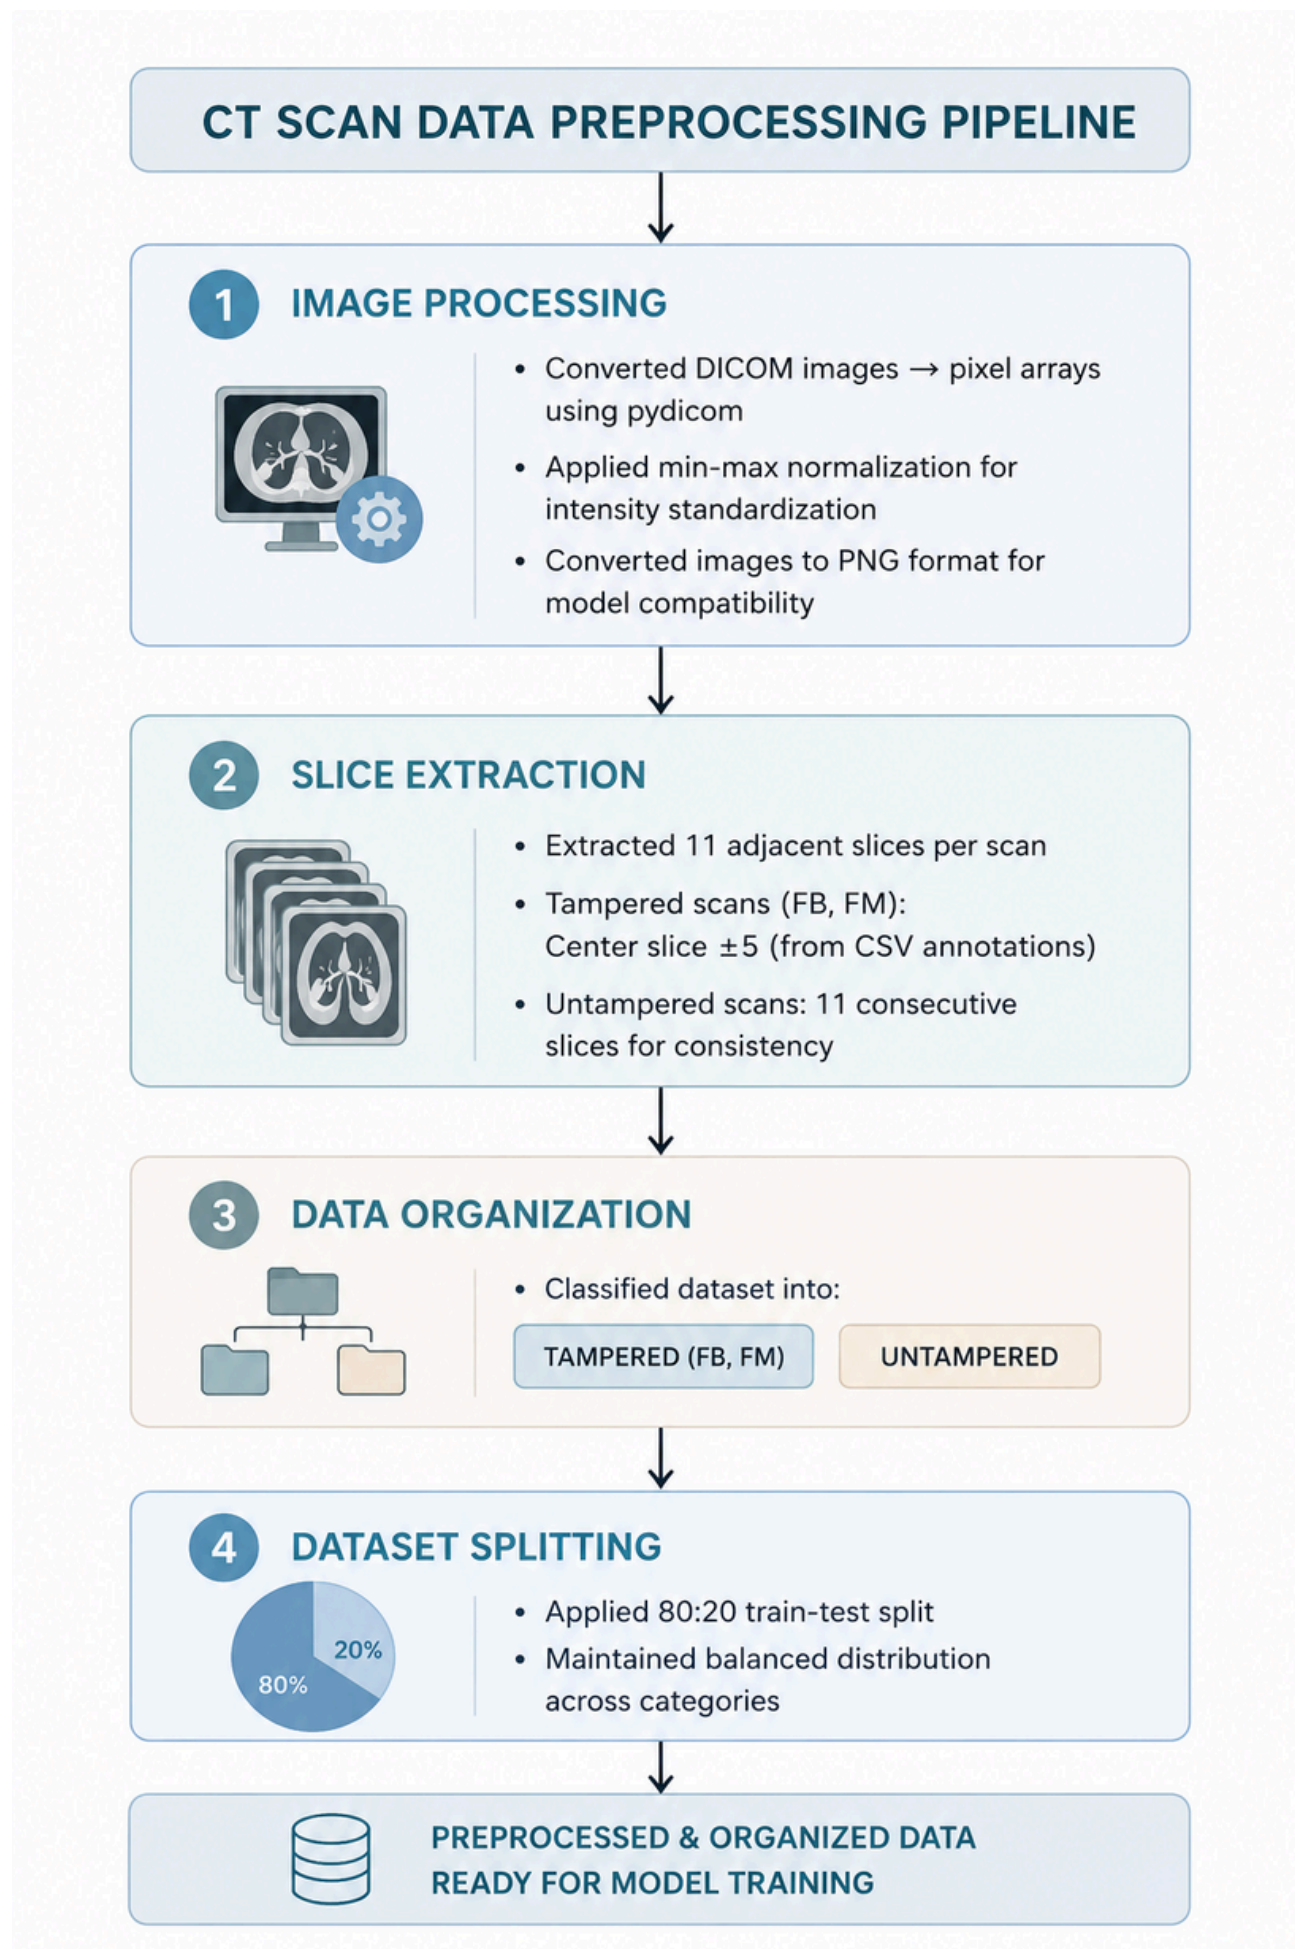 CT SCAN DATA PREPROCESSING PIPELINE
1 IMAGE PROCESSING
• Converted DICOM images → pixel arrays
using pydicom
• Applied min-max normalization for
intensity standardization
• Converted images to PNG format for
model compatibility
2 SLICE EXTRACTION
• Extracted 11 adjacent slices per scan
• Tampered scans (FB, FM):
Center slice ±5 (from CSV annotations)
• Untampered scans: 11 consecutive
slices for consistency
3 DATA ORGANIZATION
• Classified dataset into:
TAMPERED (FB, FM) UNTAMPERED
4 DATASET SPLITTING
20%
80%
• Applied 80:20 train-test split
• Maintained balanced distribution
across categories
PREPROCESSED & ORGANIZED DATA
READY FOR MODEL TRAINING